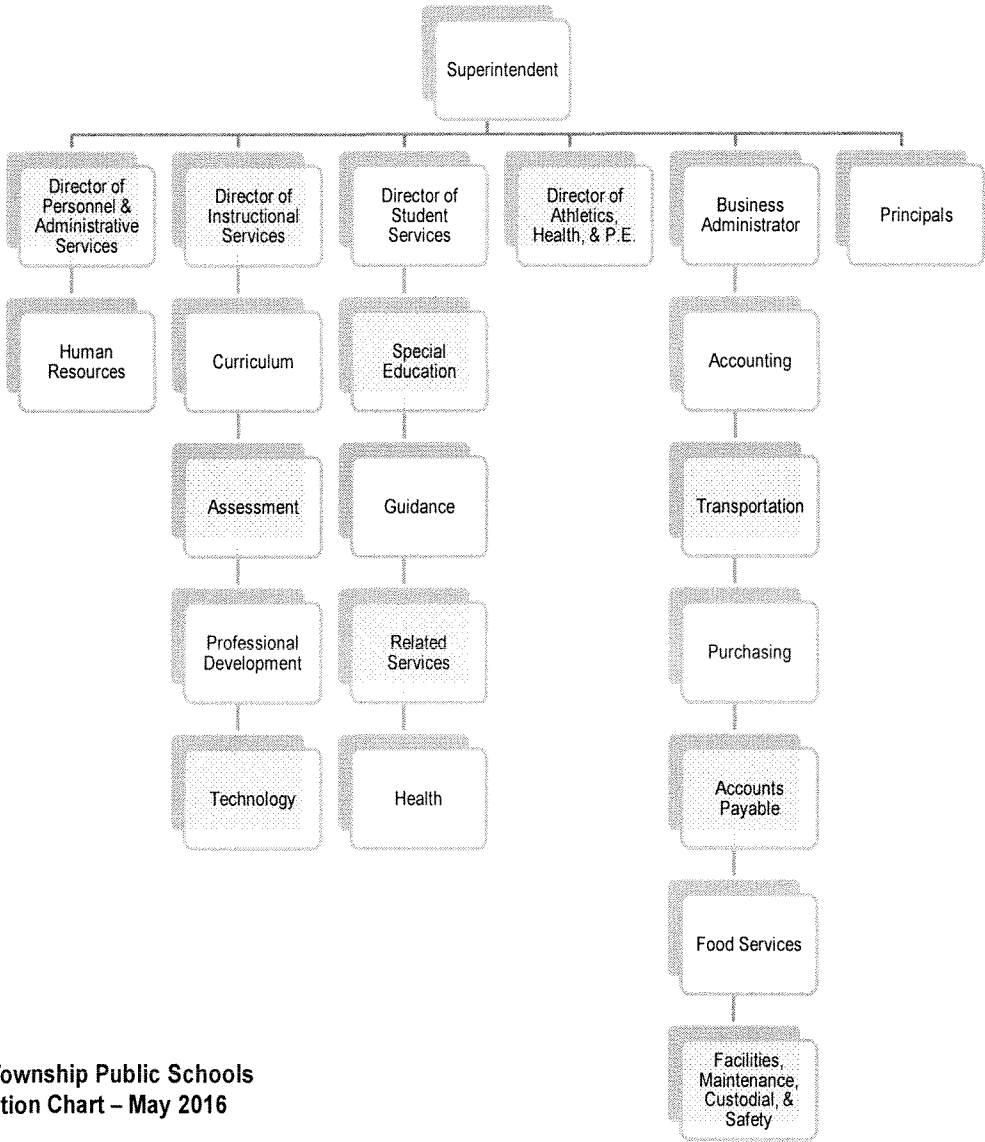 Superintendent
Director of
Personnel &
Administrative
Services
Director of
Instructional
Services
Director of
Student
Services
Director of
Athletics,
Health, & P.E.
Business
Administrator
Principals
Human
Resources
Curriculum
Special
Education
Accounting
Assessment
Guidance
Transportation
Professional
Development
Related
Services
Purchasing
Technology
Health
Accounts
Payable
Food Services
Facilities,
Maintenance,
Custodial, &
Safety
Township Public Schools
tion Chart – May 2016